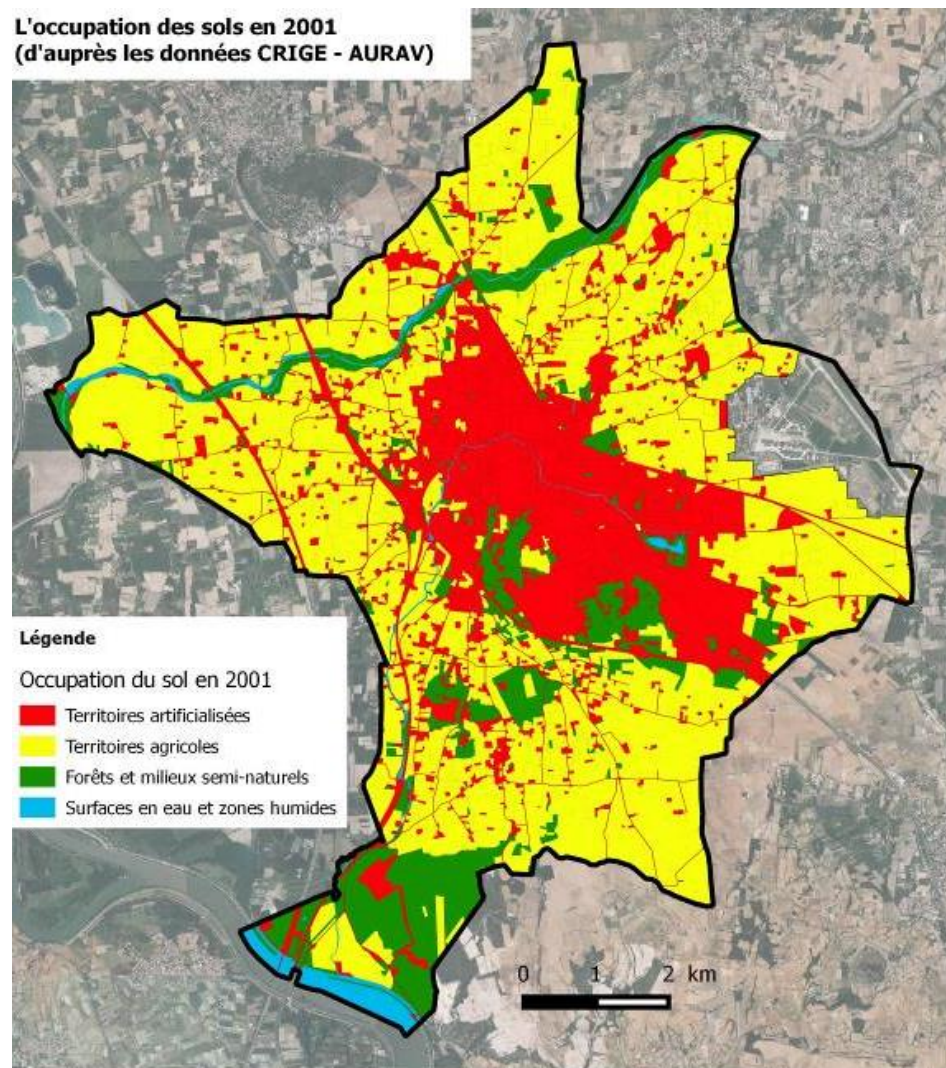 L'occupation des sols en 2001
(d'auprès les données CRIGE - AURAV)
Légende
Occupation du sol en 2001
Territoires artificialisées
Territoires agricoles
Forêts et milieux semi-naturels
Surfaces en eau et zones humides
0 1 2 km